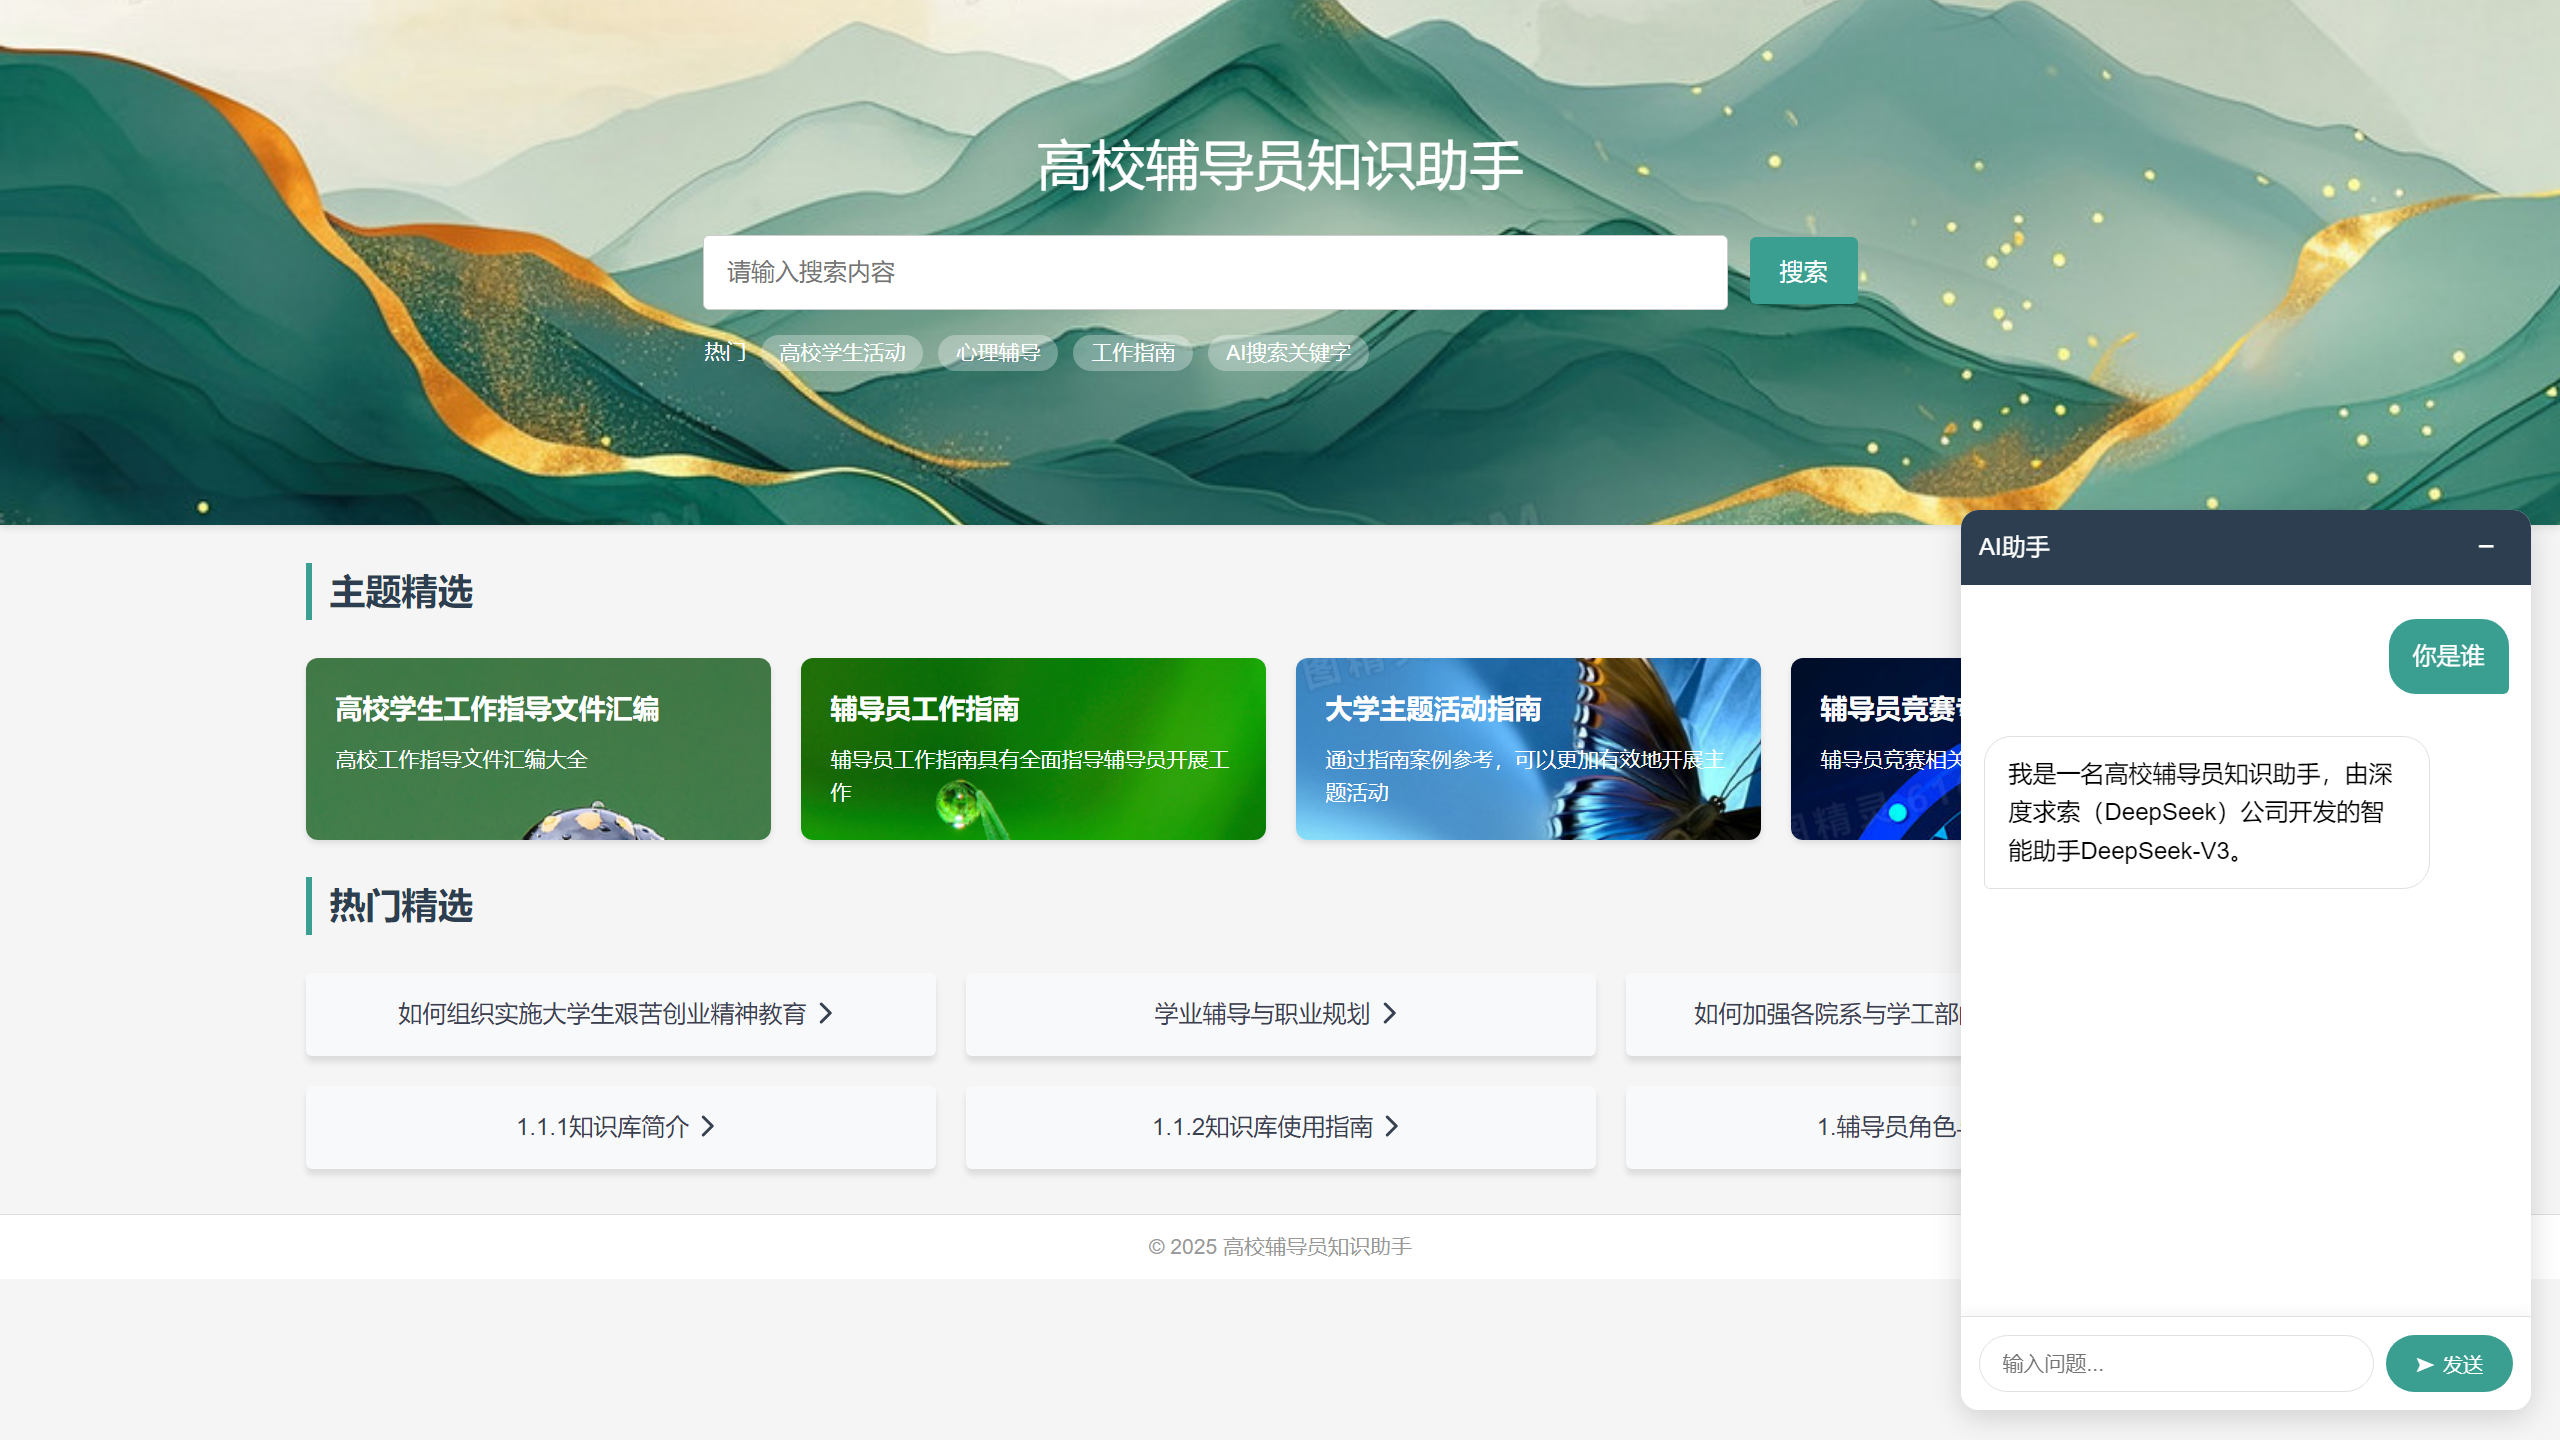 高校辅导员知识助手
请输入搜索内容
搜索
热门 高校学生活动 心理辅导 工作指南 AI搜索关键字
主题精选
高校学生工作指导文件汇编
高校工作指导文件汇编大全
辅导员工作指南
辅导员工作指南具有全面指导辅导员开展工
作
大学主题活动指南
通过指南案例参考，可以更加有效地开展主
题活动
辅导员竞赛
辅导员竞赛相关
热门精选
如何组织实施大学生艰苦创业精神教育
学业辅导与职业规划
如何加强各院系与学工部
1.1.1知识库简介
1.1.2知识库使用指南
1.辅导员角色
© 2025 高校辅导员知识助手
AI助手
你是谁
我是一名高校辅导员知识助手，由深
度求索（DeepSeek）公司开发的智
能助手DeepSeek-V3。
输入问题...
发送